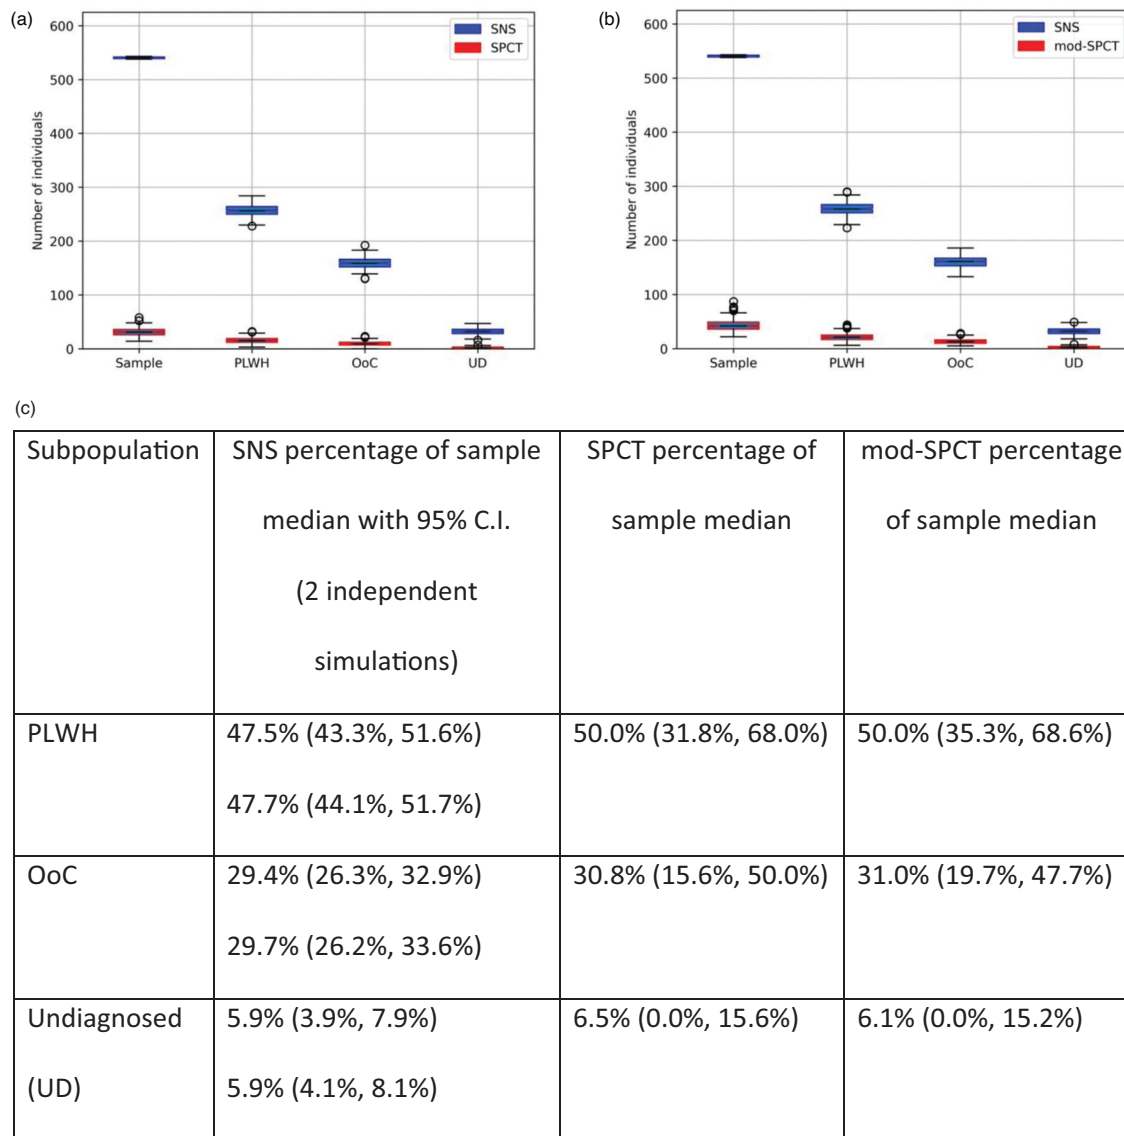 (a)
600
500
400
300
200
100
0
Number of individuals
SNS
SPCT
Sample
PLWH
OoC
UD
(b)
600
500
400
300
200
100
0
Number of individuals
SNS
mod-SPCT
Sample
PLWH
OoC
UD
(c)
Subpopulation
SNS percentage of sample
median with 95% C.I.
(2 independent
simulations)
SPCT percentage of
sample median
mod-SPCT percentage
of sample median
PLWH
47.5% (43.3%, 51.6%)
47.7% (44.1%, 51.7%)
50.0% (31.8%, 68.0%)
50.0% (35.3%, 68.6%)
OoC
29.4% (26.3%, 32.9%)
29.7% (26.2%, 33.6%)
30.8% (15.6%, 50.0%)
31.0% (19.7%, 47.7%)
Undiagnosed
(UD)
5.9% (3.9%, 7.9%)
5.9% (4.1%, 8.1%)
6.5% (0.0%, 15.6%)
6.1% (0.0%, 15.2%)